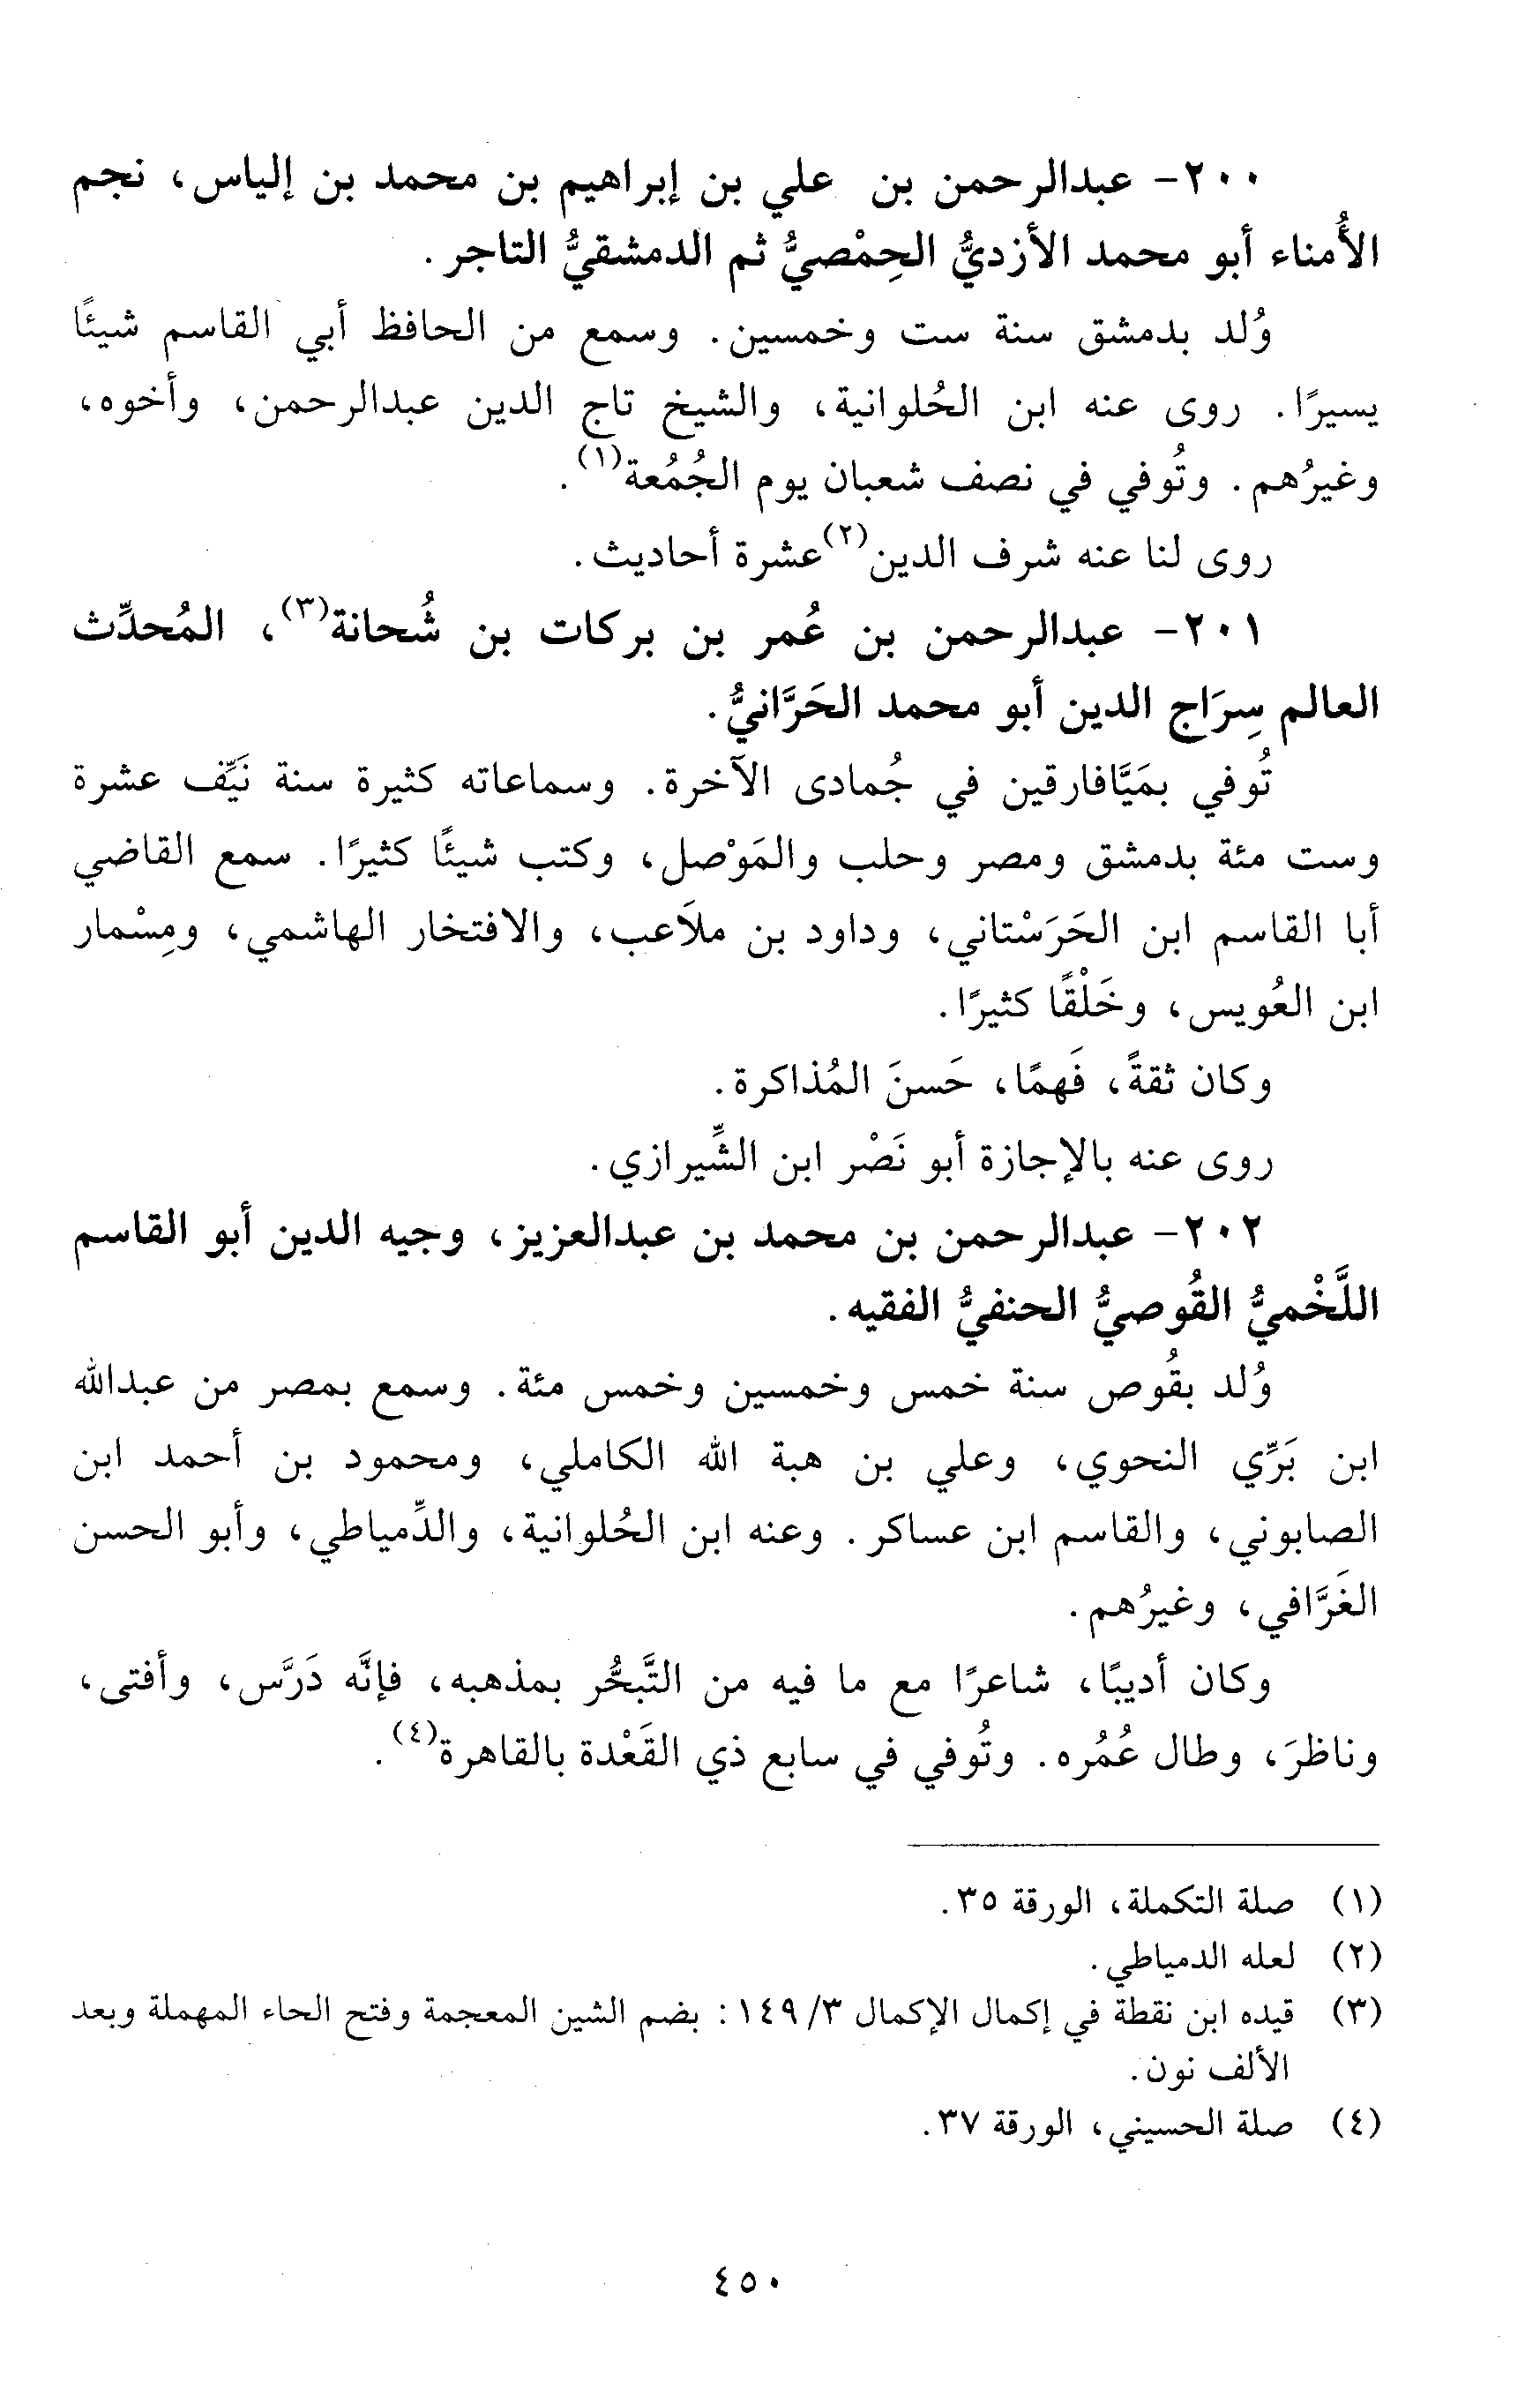 ٢٠٠- عبدالرحمن بن علي بن إبراهيم بن محمد بن إلياس، نجم
الأُمناء أبو محمد الأزديُّ الحِمْصيُّ ثم الدمشقيُّ التاجر.
وُلد بدمشق سنة ست وخمسين. وسمع من الحافظ أبي القاسم شيئًا
يسيرًا. روى عنه ابن الحُلوانية، والشيخ تاج الدين عبدالرحمن، وأخوه،
وغيرُهم. وتُوفي في نصف شعبان يوم الجُمُعة(١).
روى لنا عنه شرف الدين(٢)عشرة أحاديث.
٢٠١- عبدالرحمن بن عُمر بن بركات بن شُحانة(٣)، المُحدِّث
العالم سِرَاج الدين أبو محمد الحَرَّانيُّ.
تُوفي بمَيَّافارقين في جُمادى الآخرة. وسماعاته كثيرة سنة نَيِّف عشرة
وست مئة بدمشق ومصر وحلب والمَوْصل، وكتب شيئًا كثيرًا. سمع القاضي
أبا القاسم ابن الحَرَسْتاني، وداود بن ملاَعب، والافتخار الهاشمي، ومِسْمار
ابن العُويس، وخَلْقًا كثيرًا.
وكان ثقةً، فَهمًا، حَسنَ المُذاكرة.
روى عنه بالإجازة أبو نَصْر ابن الشِّيرازي.
٢٠٢- عبدالرحمن بن محمد بن عبدالعزيز، وجيه الدين أبو القاسم
اللَّخْميُّ القُوصيُّ الحنفيُّ الفقيه.
وُلد بقُوص سنة خمس وخمسين وخمس مئة. وسمع بمصر من عبدالله
ابن بَرِّي النحوي، وعلي بن هبة الله الكاملي، ومحمود بن أحمد ابن
الصابوني، والقاسم ابن عساكر. وعنه ابن الحُلوانية، والدِّمياطي، وأبو الحسن
الغَرَّافي، وغيرُهم.
وكان أديبًا، شاعرًا مع ما فيه من التَّبحُّر بمذهبه، فإنَّه دَرَّس، وأفتى،
وناظرَ، وطال عُمُره. وتُوفي في سابع ذي القَعْدة بالقاهرة(٤).
(١) صلة التكملة، الورقة ٣٥.
(٢) لعله الدمياطي.
(٣) قيده ابن نقطة في إكمال الإكمال ٣/ ١٤٩: بضم الشين المعجمة وفتح الحاء المهملة وبعد
الألف نون.
(٤) صلة الحسيني، الورقة ٣٧.
٤٥٠